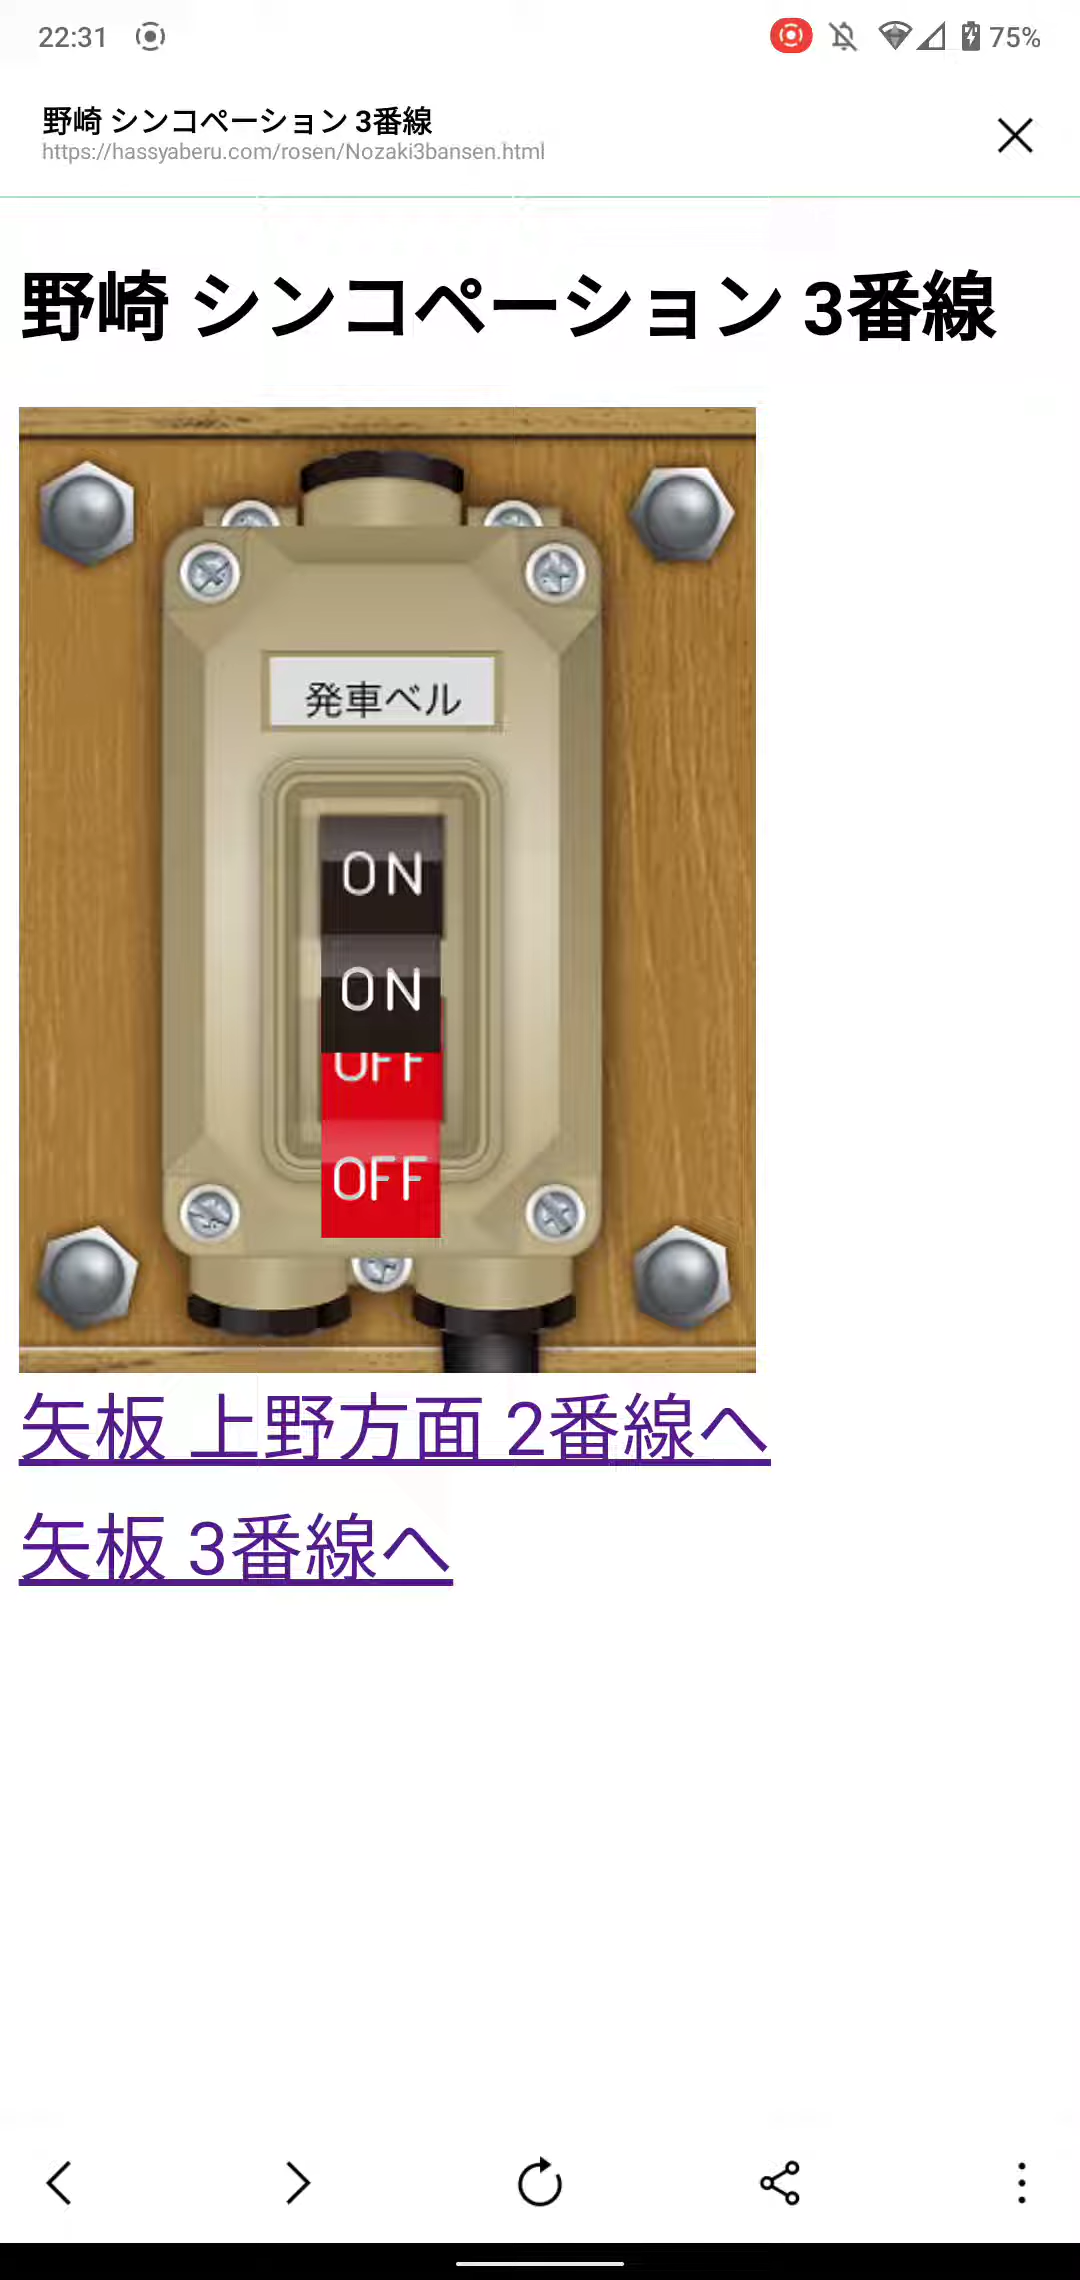 22:31
75%
野崎 シンコペーション 3番線
https://hassyaberu.com/rosen/Nozaki3bansen.html
野崎 シンコペーション 3番線
発車ベル
ON
ON
OFF
OFF
矢板 上野方面 2番線へ
矢板 3番線へ